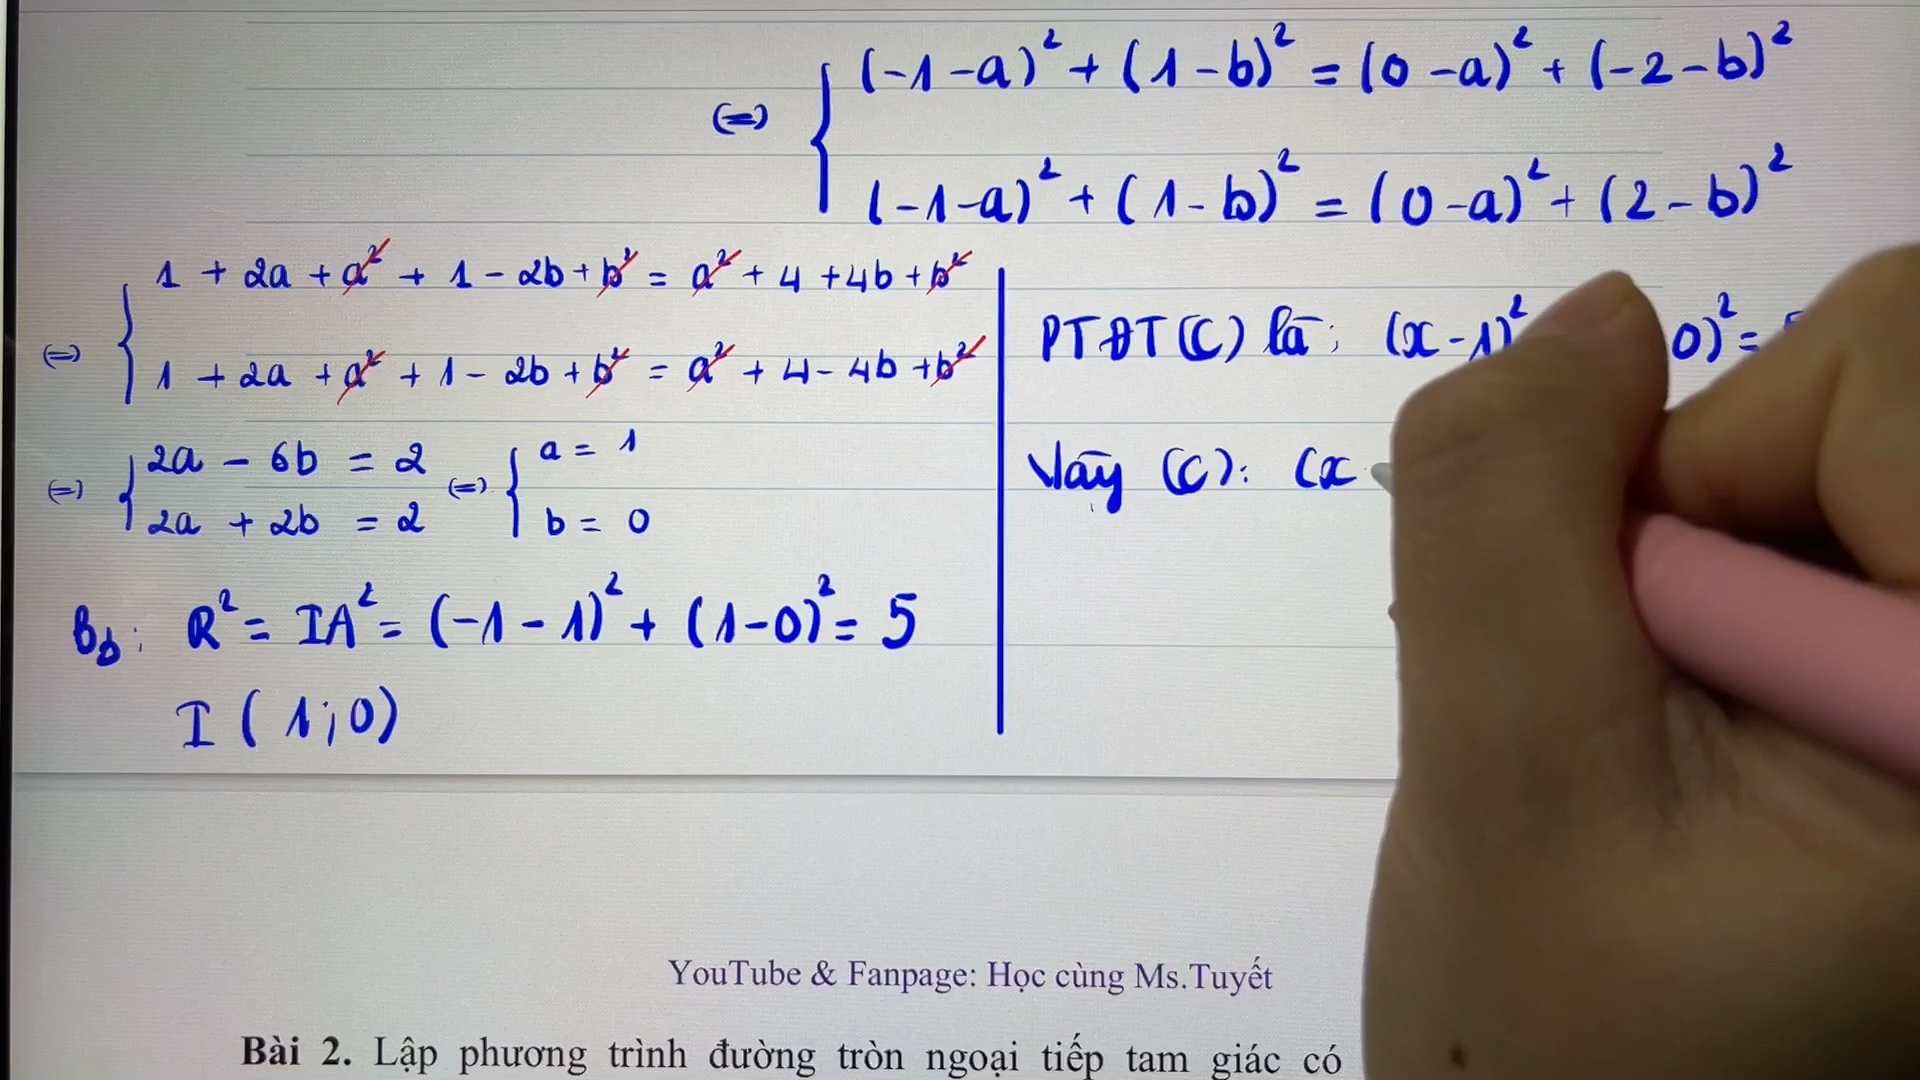 (=) { (-1-a)² + (1-b)² = (0-a)² + (-2-b)²
(-1-a)² + (1-b)² = (0-a)² + (2-b)²
(=) { 1 + 2a + a² + 1 - 2b + b² = a² + 4 + 4b + b²
1 + 2a + a² + 1 - 2b + b² = a² + 4 - 4b + b²
(=) { 2a - 6b = 2 (=) { a = 1
2a + 2b = 2 b = 0
R² = IA² = (-1-1)² + (1-0)² = 5
I (1;0)
PTĐT (C) là: (x-1)² 0)² =
Vậy (C): (x
YouTube & Fanpage: Học cùng Ms.Tuyết
Bài 2. Lập phương trình đường tròn ngoại tiếp tam giác có